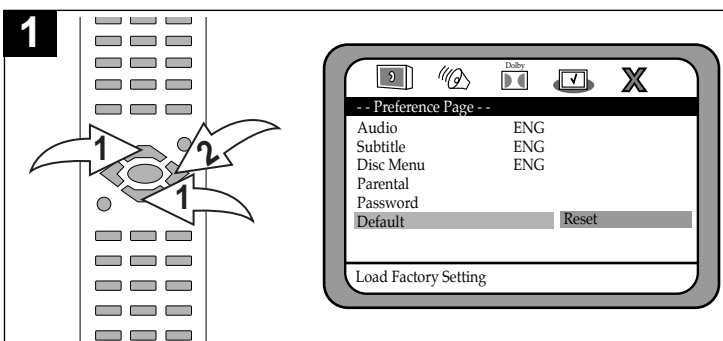 1
1
2
1
Dolby
- - Preference Page - -
Audio ENG
Subtitle ENG
Disc Menu ENG
Parental
Password
Default Reset
Load Factory Setting